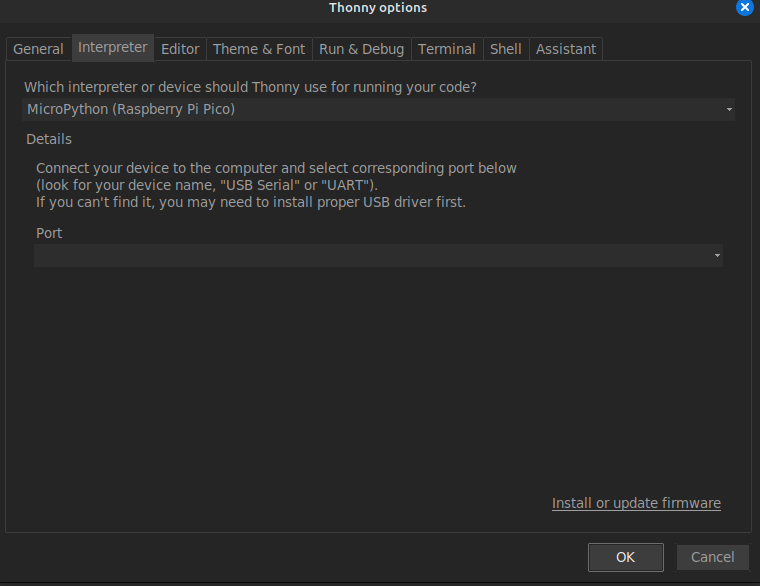 Thonny options
General Interpreter Editor Theme & Font Run & Debug Terminal Shell Assistant
Which interpreter or device should Thonny use for running your code?
MicroPython (Raspberry Pi Pico)
Details
Connect your device to the computer and select corresponding port below
(look for your device name, "USB Serial" or "UART").
If you can't find it, you may need to install proper USB driver first.
Port
Install or update firmware
OK Cancel